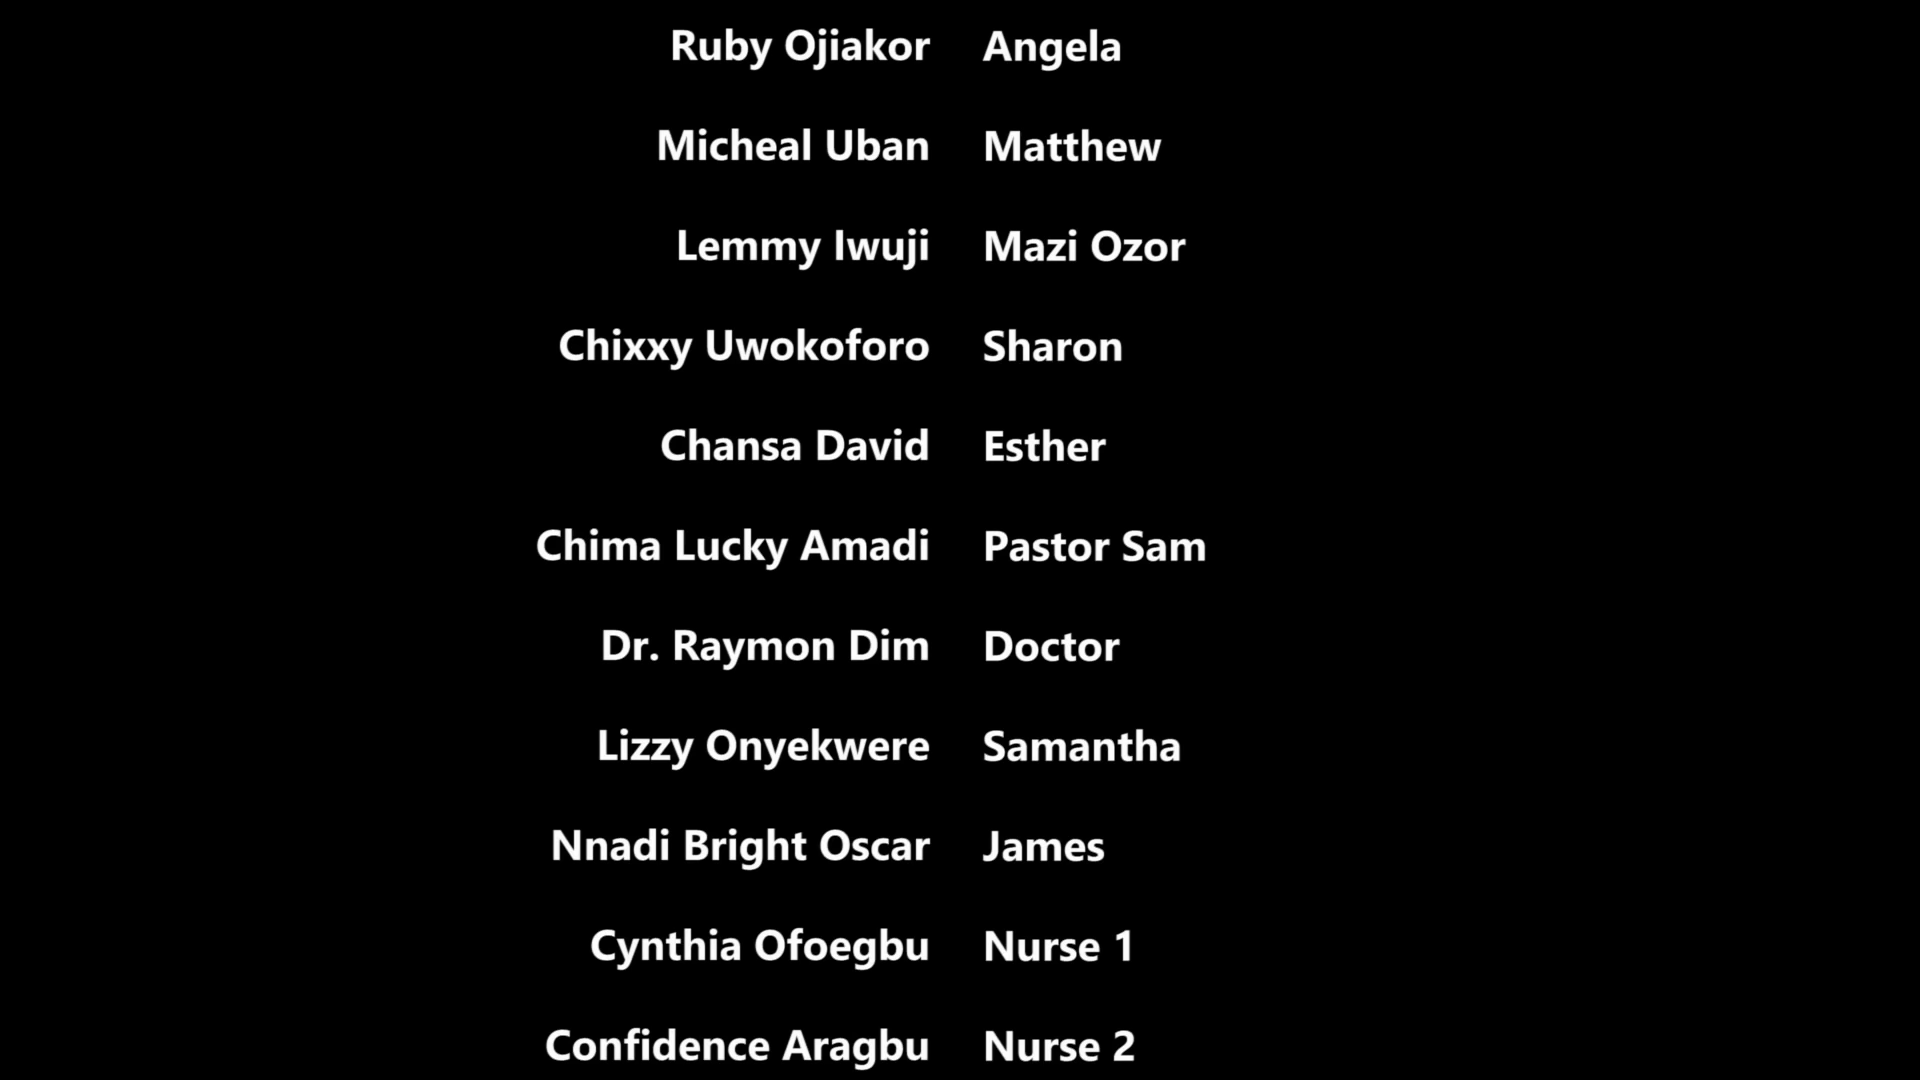 Ruby Ojiakor Angela
Micheal Uban Matthew
Lemmy Iwuji Mazi Ozor
Chixxy Uwokoforo Sharon
Chansa David Esther
Chima Lucky Amadi Pastor Sam
Dr. Raymon Dim Doctor
Lizzy Onyekwere Samantha
Nnadi Bright Oscar James
Cynthia Ofoegbu Nurse 1
Confidence Aragbu Nurse 2